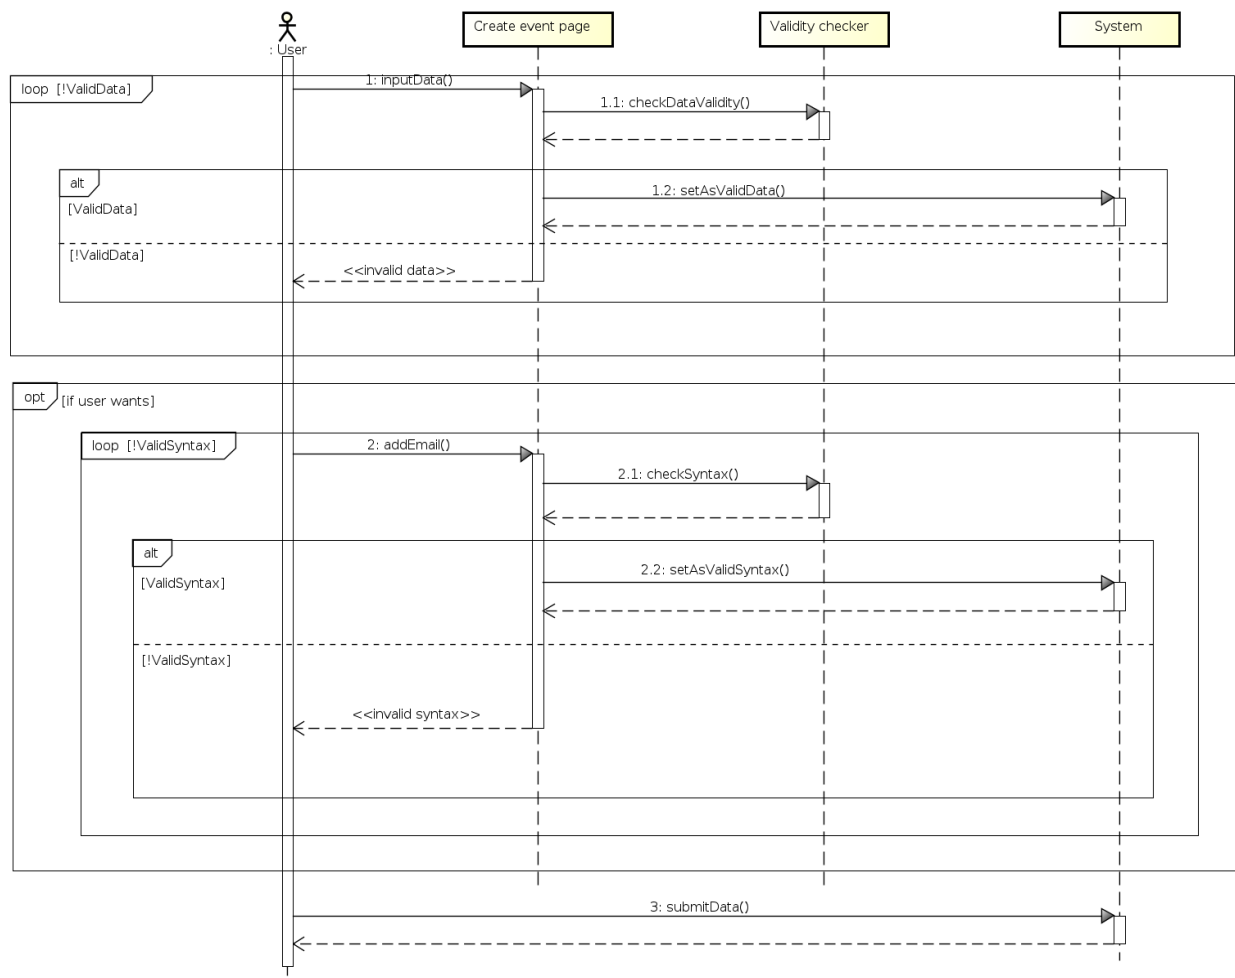 : User
Create event page
Validity checker
System
loop [!ValidData]
1: inputData()
1.1: checkDataValidity()
alt
[ValidData]
1.2: setAsValidData()
[!ValidData]
<<invalid data>>
opt
[if user wants]
loop [!ValidSyntax]
2: addEmail()
2.1: checkSyntax()
alt
[ValidSyntax]
2.2: setAsValidSyntax()
[!ValidSyntax]
<<invalid syntax>>
3: submitData()